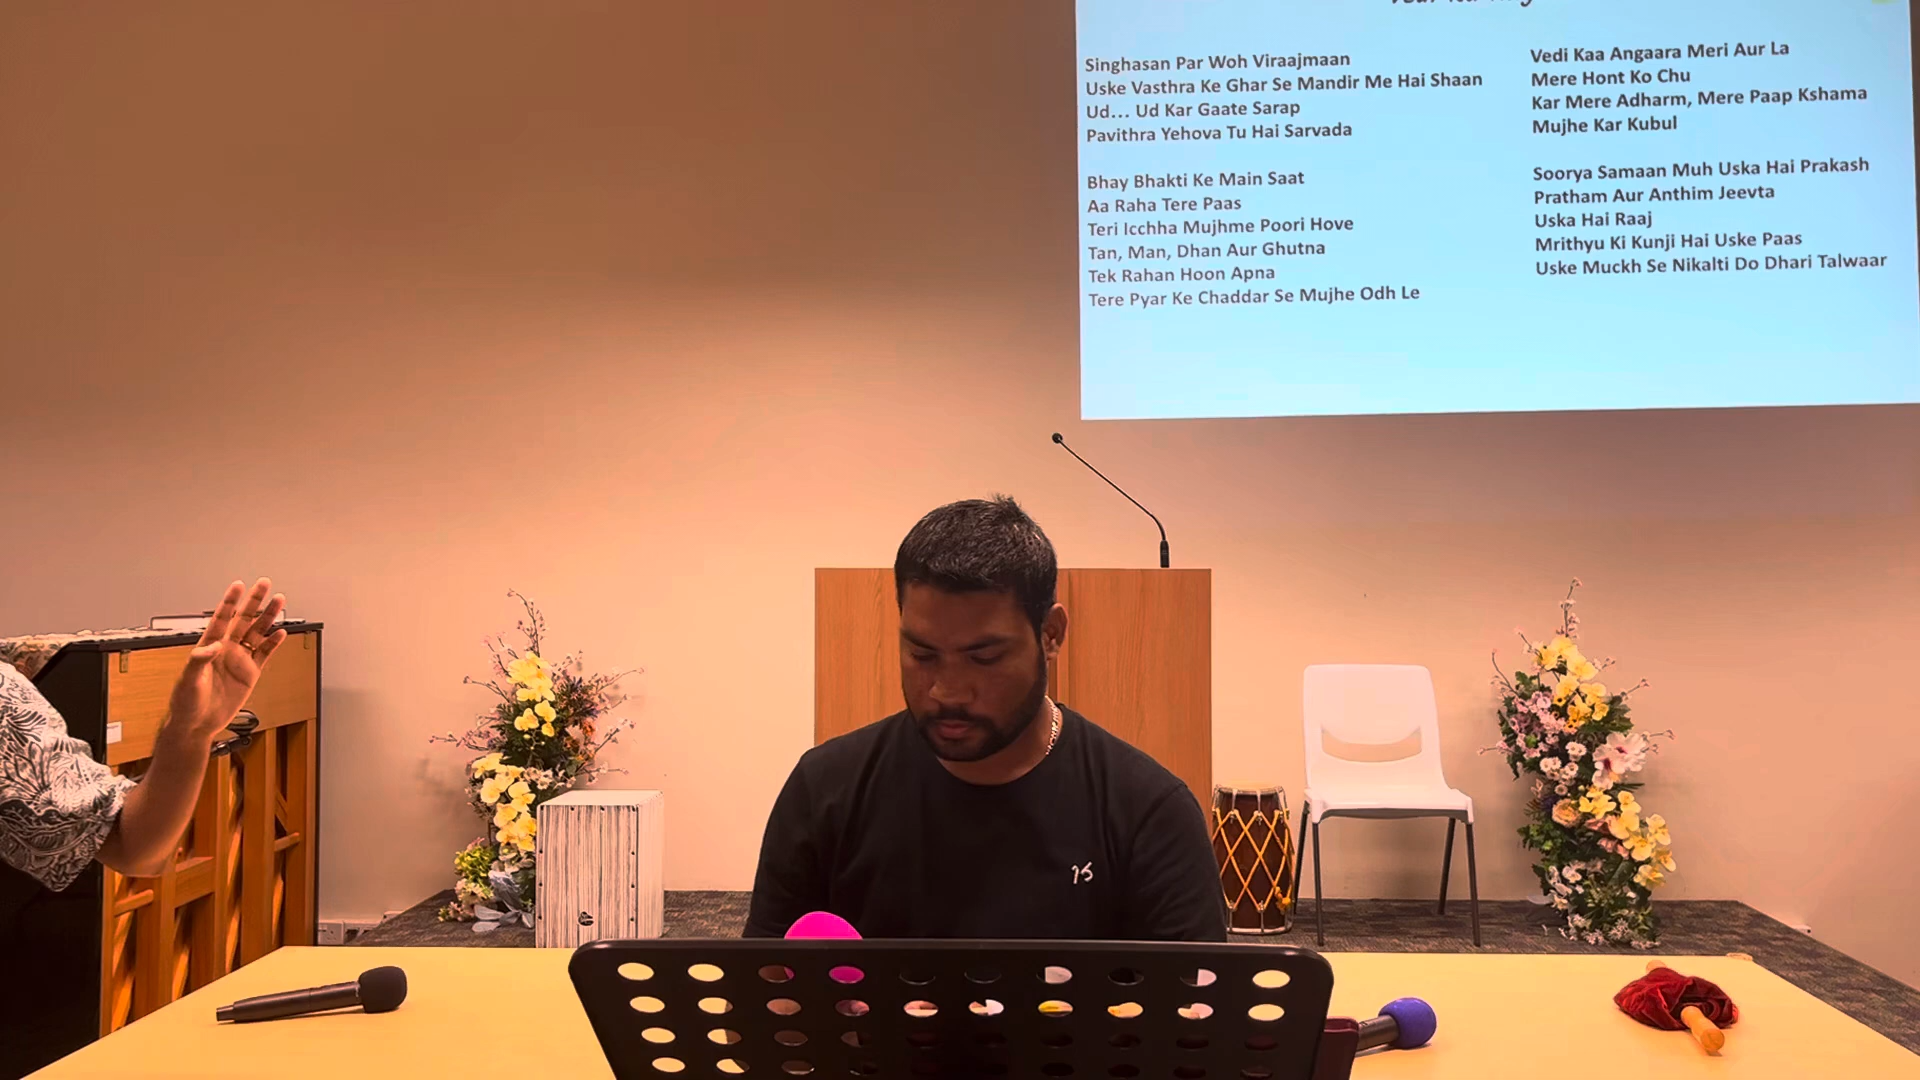 Singhasan Par Woh Viraajmaan
Uske Vasthra Ke Ghar Se Mandir Me Hai Shaan
Ud... Ud Kar Gaate Sarap
Pavithra Yehova Tu Hai Sarvada
Bhay Bhakti Ke Main Saat
Aa Raha Tere Paas
Teri Icchha Mujhme Poori Hove
Tan, Man, Dhan Aur Ghutna
Tek Rahan Hoon Apna
Tere Pyar Ke Chaddar Se Mujhe Odh Le
Vedi Kaa Angaara Meri Aur La
Mere Hont Ko Chu
Kar Mere Adharm, Mere Paap Kshama
Mujhe Kar Kubul
Soorya Samaan Muh Uska Hai Prakash
Pratham Aur Anthim Jeevta
Uska Hai Raaj
Mrithyu Ki Kunji Hai Uske Paas
Uske Muckh Se Nikalti Do Dhari Talwaar